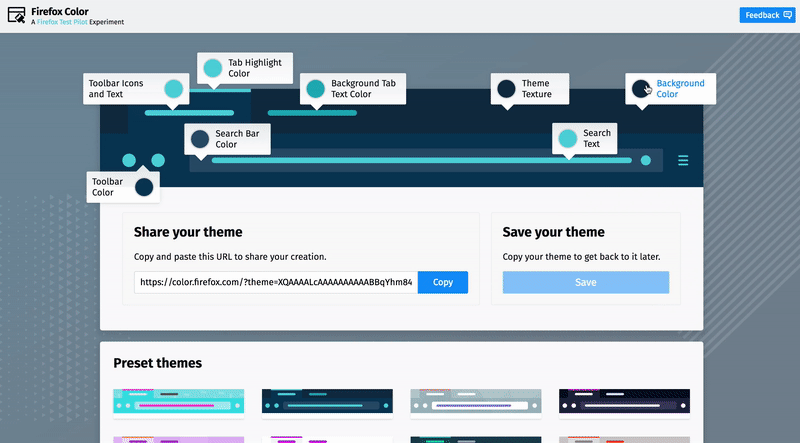 Firefox Color
A Firefox Test Pilot Experiment
Feedback
Tab Highlight
Color
Toolbar Icons
and Text
Background Tab
Text Color
Theme
Texture
Background
Color
Search Bar
Color
Search
Text
Toolbar
Color
Share your theme
Copy and paste this URL to share your creation.
https://color.firefox.com/?theme=XQAAAALcAAAAAAAAAABBqYhm84
Copy
Save your theme
Copy your theme to get back to it later.
Save
Preset themes